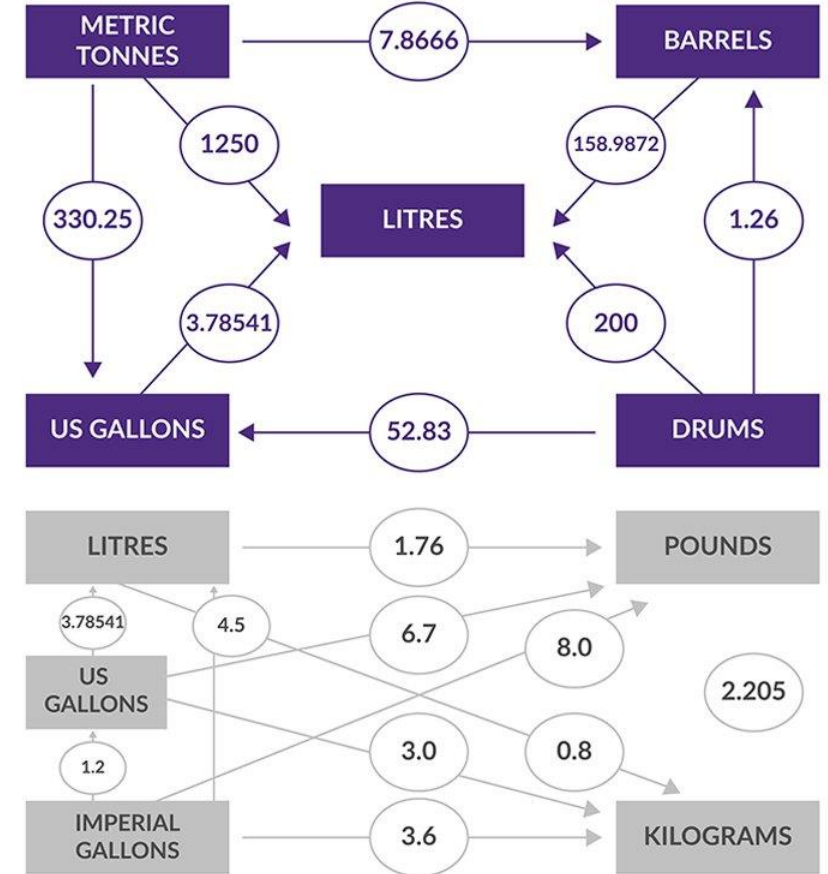 METRIC
TONNES
7.8666
BARRELS
1250
158.9872
330.25
LITRES
1.26
3.78541
200
US GALLONS
52.83
DRUMS
LITRES
1.76
POUNDS
3.78541
4.5
6.7
8.0
US
GALLONS
2.205
3.0
0.8
1.2
IMPERIAL
GALLONS
3.6
KILOGRAMS